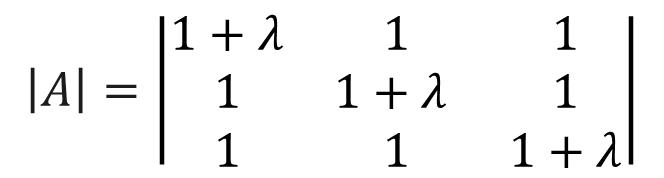 1 + λ 1 1
|A| = 1 1 + λ 1
1 1 1 + λ